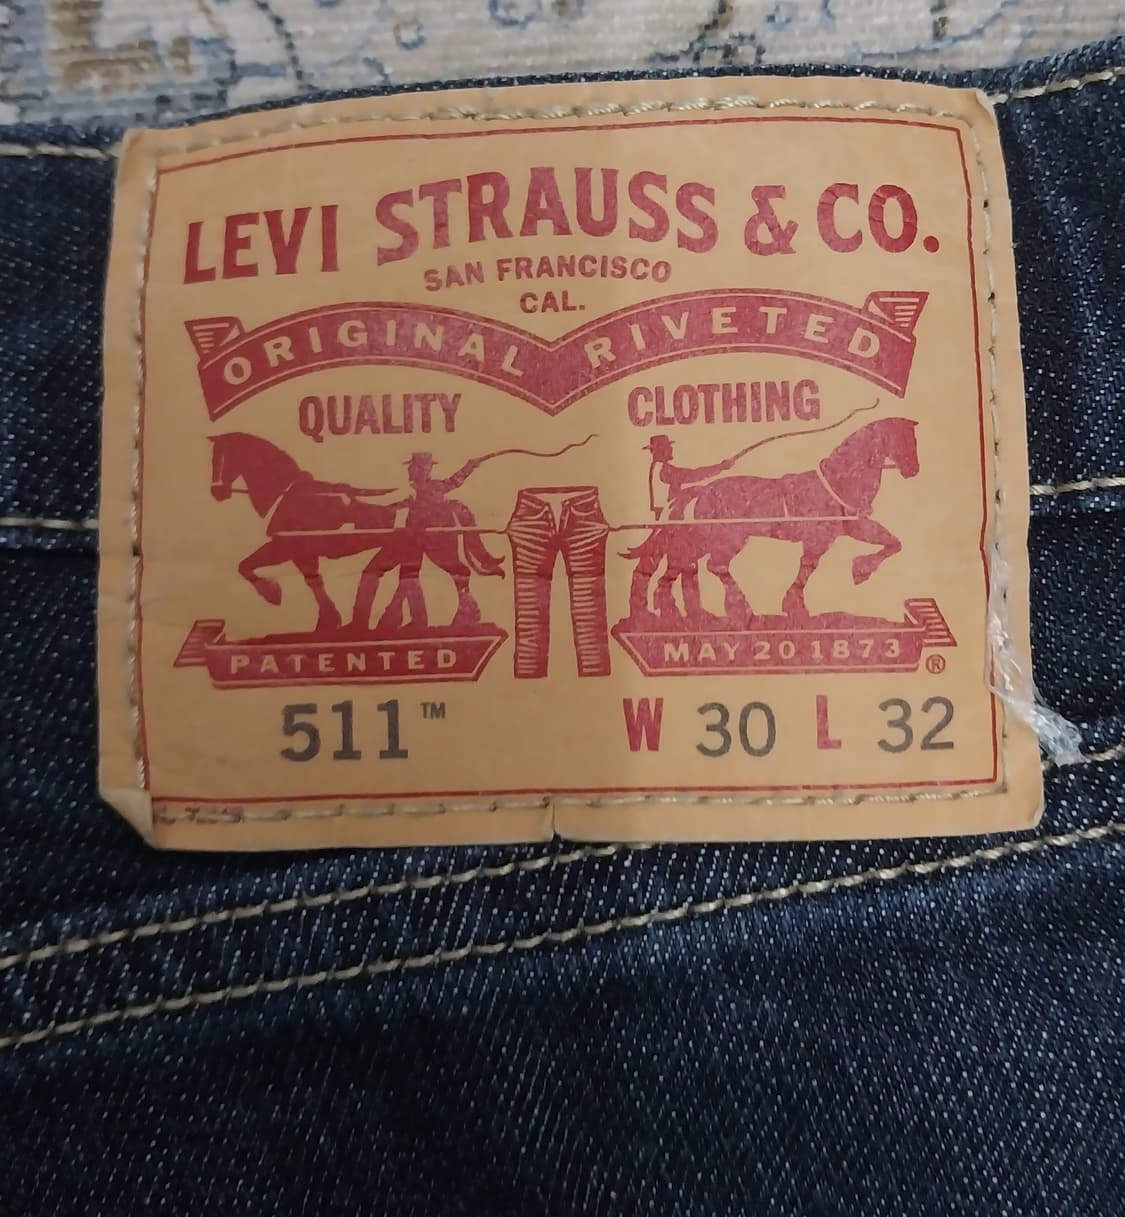 LEVI STRAUSS & CO.
SAN FRANCISCO
CAL.
ORIGINAL RIVETED
QUALITY CLOTHING
PATENTED MAY 20 1873 ®
511™ W 30 L 32